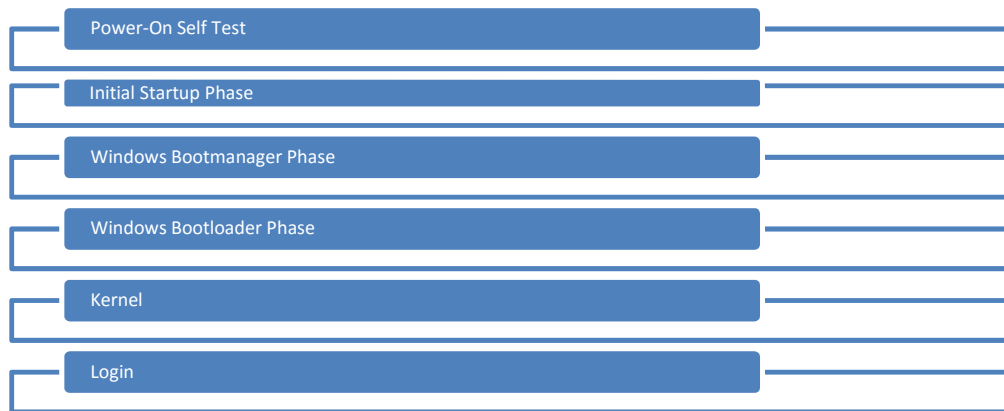 Power-On Self Test
Initial Startup Phase
Windows Bootmanager Phase
Windows Bootloader Phase
Kernel
Login